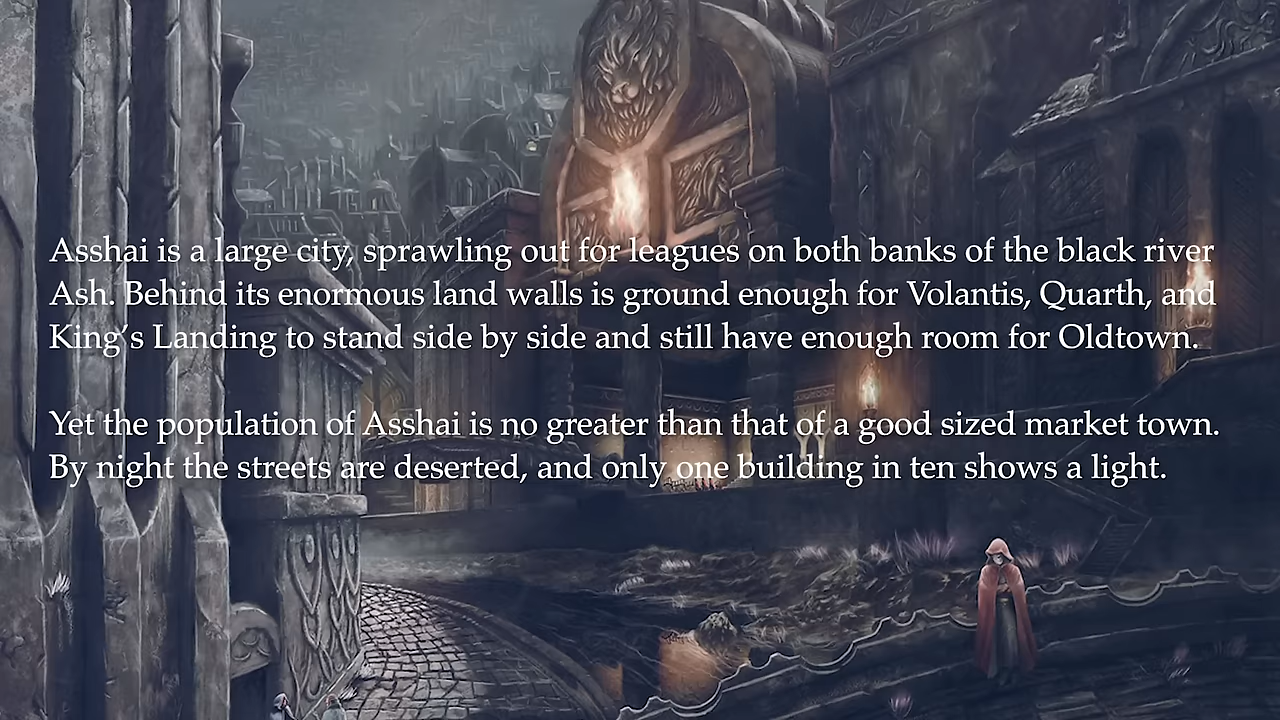 Asshai is a large city, sprawling out for leagues on both banks of the black river
Ash. Behind its enormous land walls is ground enough for Volantis, Quarth, and
King's Landing to stand side by side and still have enough room for Oldtown.
Yet the population of Asshai is no greater than that of a good sized market town.
By night the streets are deserted, and only one building in ten shows a light.